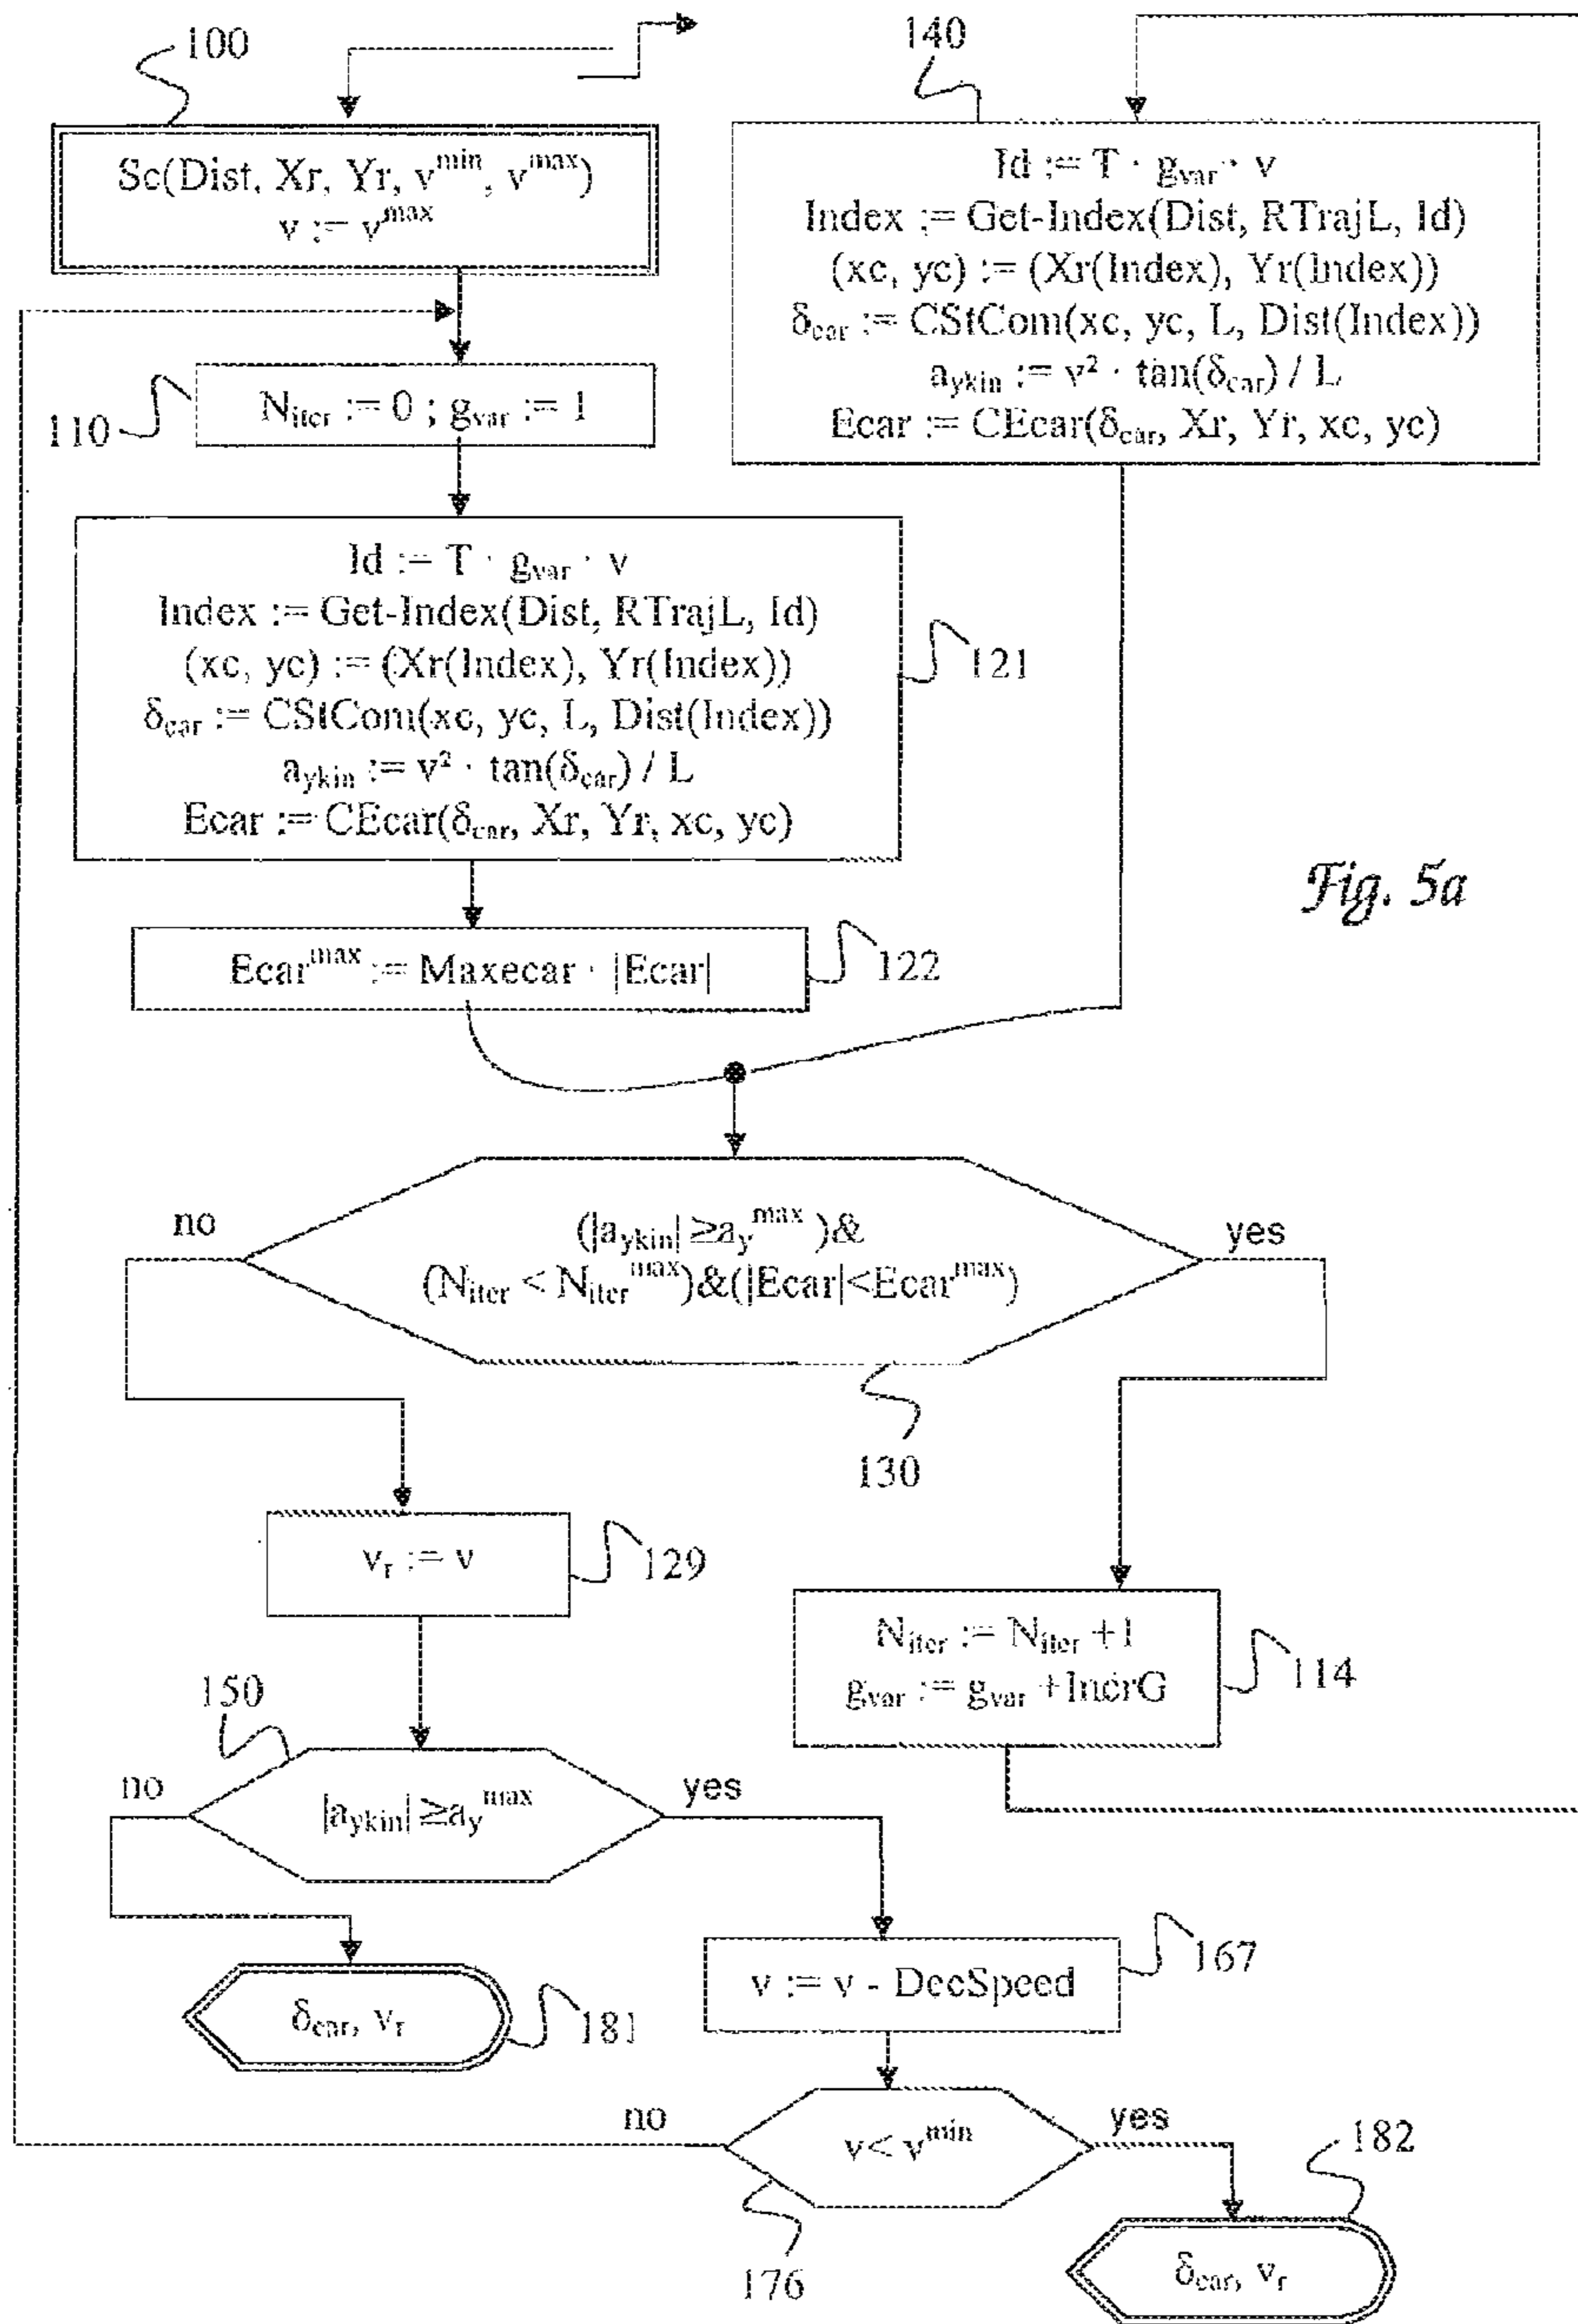 100
Sc(Dist, Xr, Yr, v^min, v^max)
v := v^max
110
N_iter := 0 ; g_var := 1
Id := T · g_var · v
Index := Get-Index(Dist, RTrajL, Id)
(xc, yc) := (Xr(Index), Yr(Index))
δ_car := CStCom(xc, yc, L, Dist(Index))
a_ykin := v² · tan(δ_car) / L
Ecar := CEcar(δ_car, Xr, Yr, xc, yc)
121
Ecar^max := Maxecar · |Ecar|
122
140
Id := T · g_var · v
Index := Get-Index(Dist, RTrajL, Id)
(xc, yc) := (Xr(Index), Yr(Index))
δ_car := CStCom(xc, yc, L, Dist(Index))
a_ykin := v² · tan(δ_car) / L
Ecar := CEcar(δ_car, Xr, Yr, xc, yc)
Fig. 5a
no
(|a_ykin| ≥a_y^max )&
(N_iter < N_iter^max)&(|Ecar|<Ecar^max)
yes
130
v_r := v
129
N_iter := N_iter +1
g_var := g_var +IncrG
114
150
no
|a_ykin| ≥a_y^max
yes
v := v - DecSpeed
167
δ_car, v_r
181
no
v< v^min
yes
176
182
δ_car, v_r